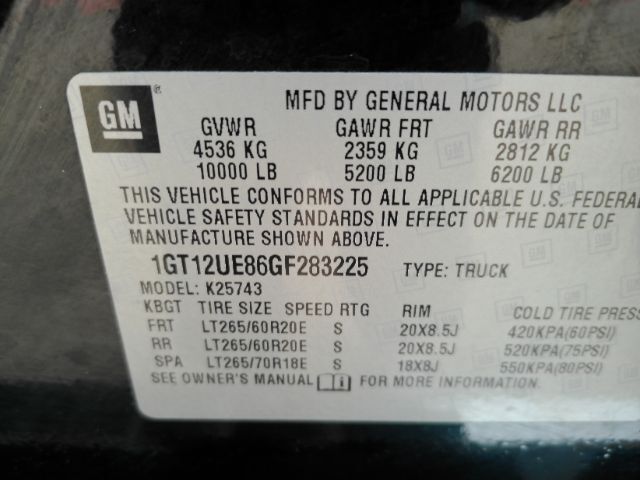 GM ®
MFD BY GENERAL MOTORS LLC
GVWR GAWR FRT GAWR RR
4536 KG 2359 KG 2812 KG
10000 LB 5200 LB 6200 LB
THIS VEHICLE CONFORMS TO ALL APPLICABLE U.S. FEDERAL
VEHICLE SAFETY STANDARDS IN EFFECT ON THE DATE OF
MANUFACTURE SHOWN ABOVE.
1GT12UE86GF283225 TYPE: TRUCK
MODEL: K25743
KBGT TIRE SIZE SPEED RTG RIM COLD TIRE PRESS
FRT LT265/60R20E S 20X8.5J 420KPA(60PSI)
RR LT265/60R20E S 20X8.5J 520KPA(75PSI)
SPA LT265/70R18E S 18X8J 550KPA(80PSI)
SEE OWNER'S MANUAL FOR MORE INFORMATION.